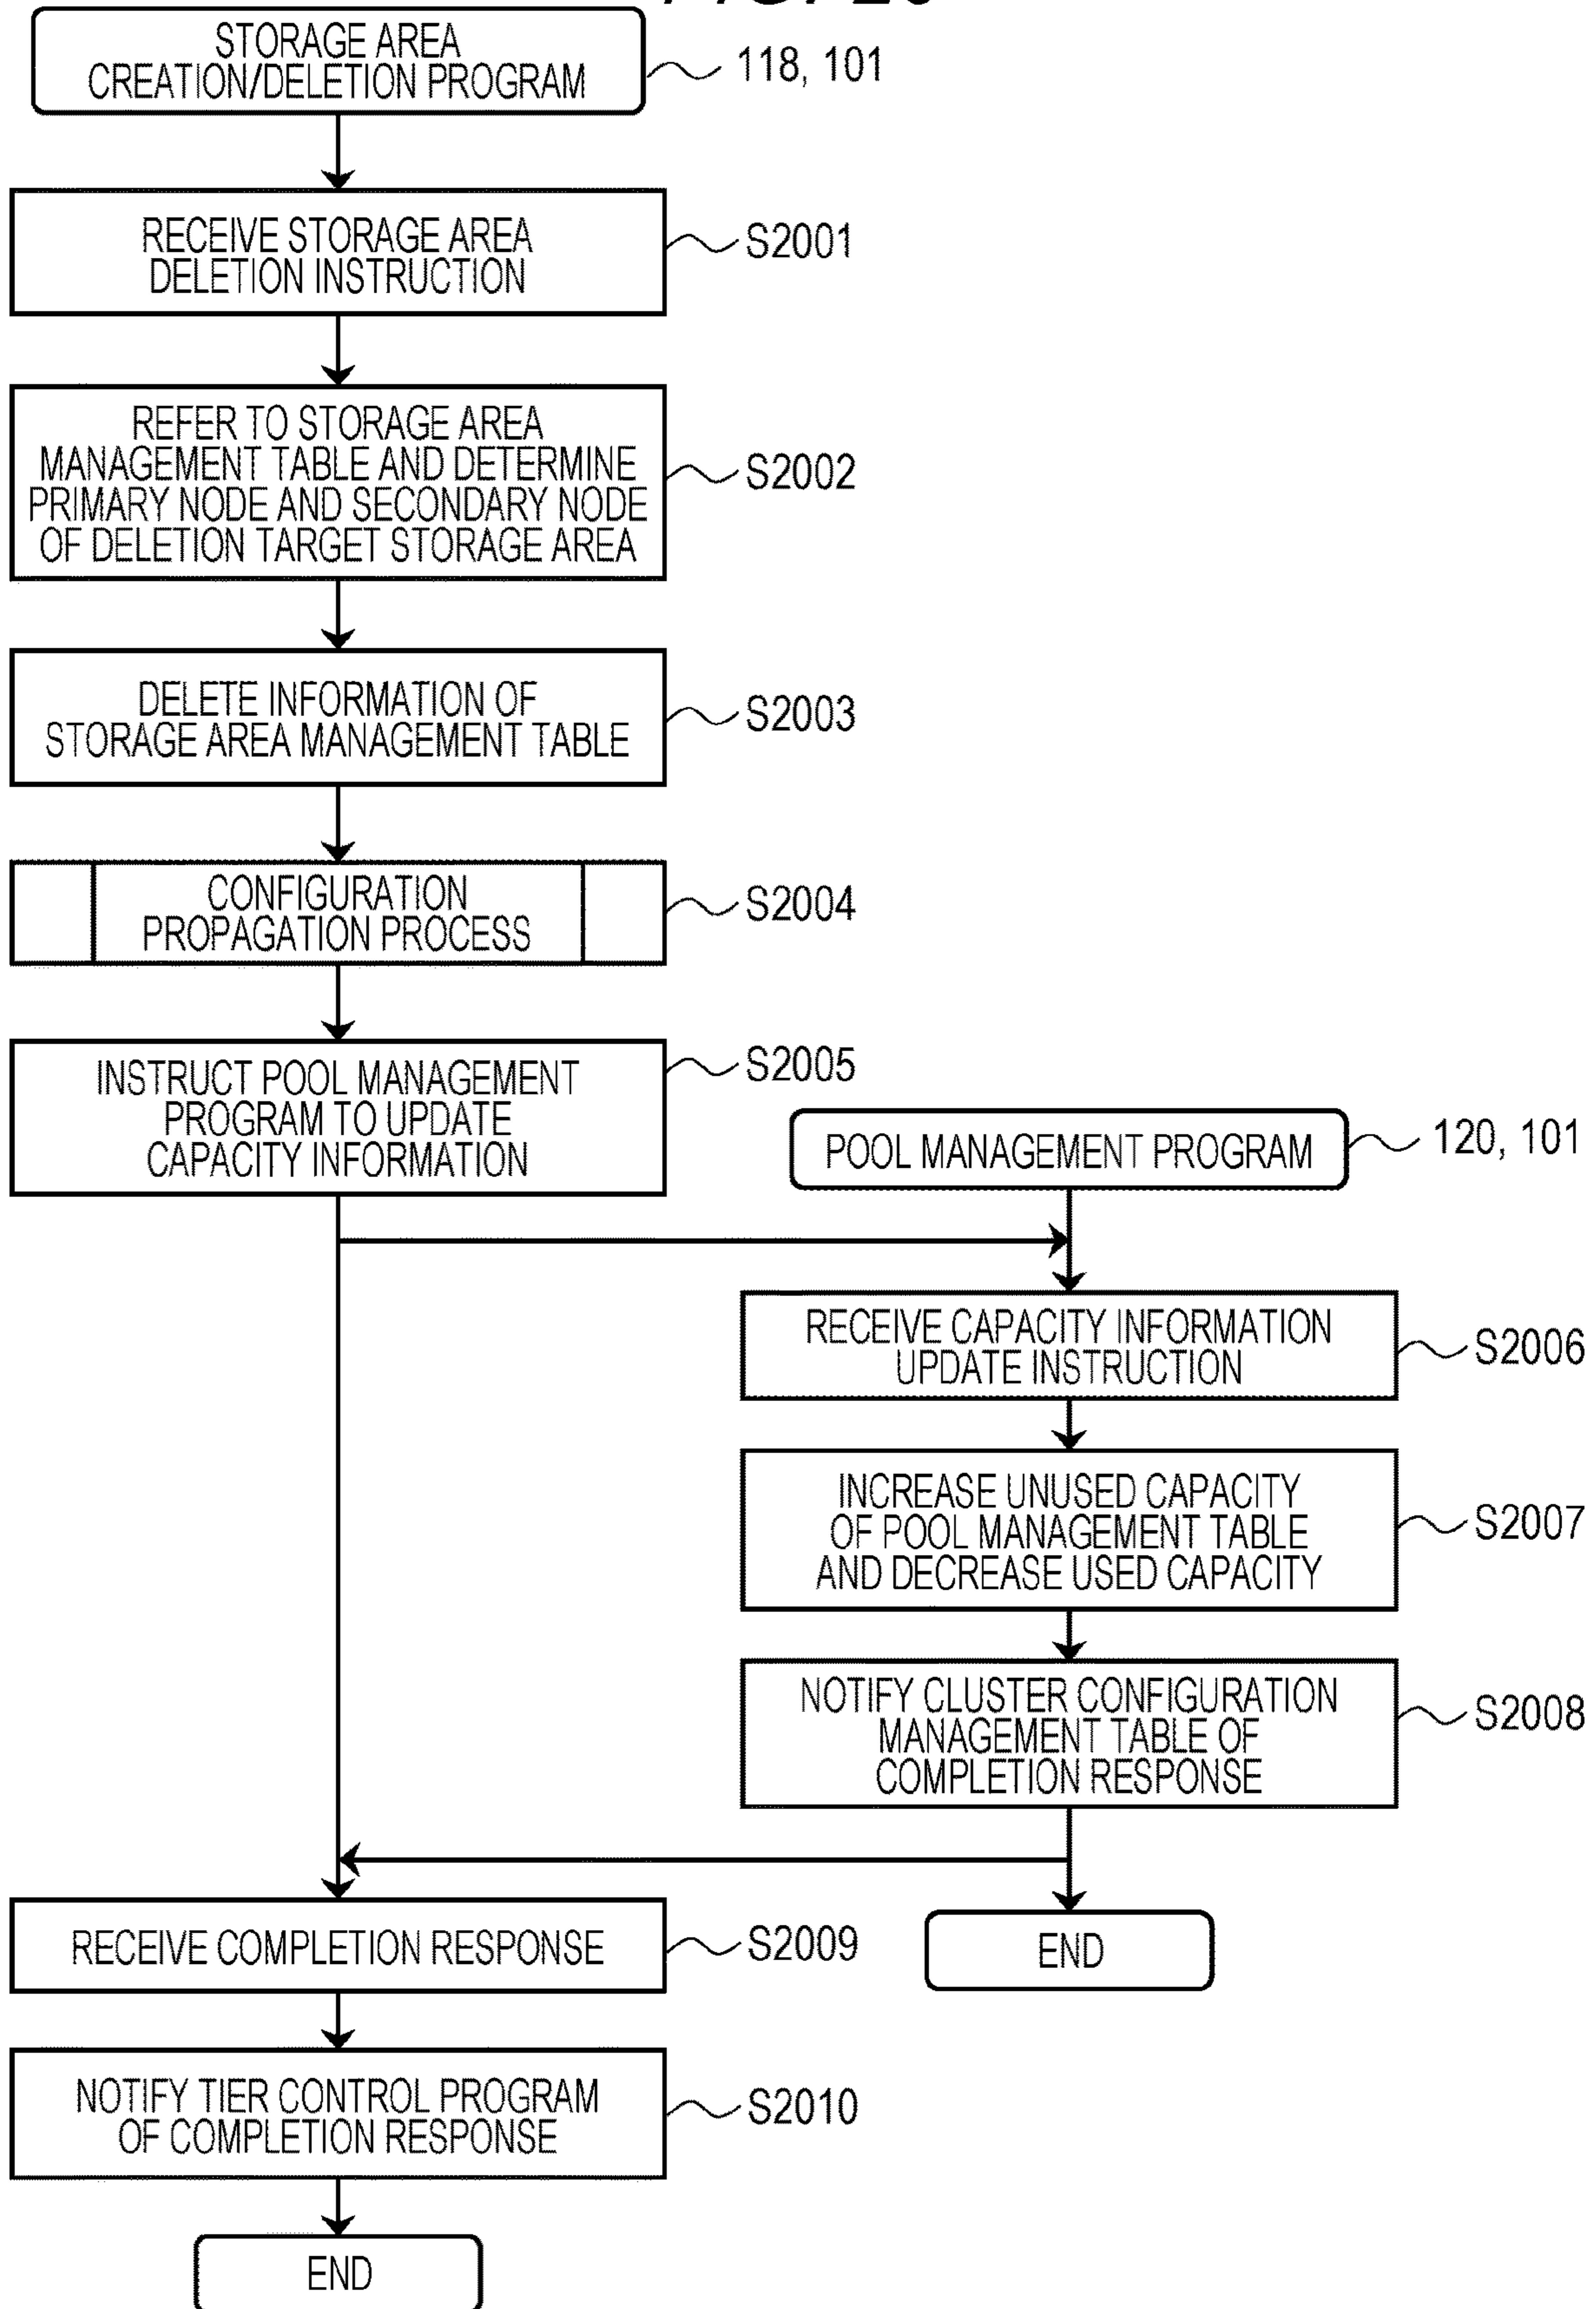 STORAGE AREA
CREATION/DELETION PROGRAM
118, 101
RECEIVE STORAGE AREA
DELETION INSTRUCTION
S2001
REFER TO STORAGE AREA
MANAGEMENT TABLE AND DETERMINE
PRIMARY NODE AND SECONDARY NODE
OF DELETION TARGET STORAGE AREA
S2002
DELETE INFORMATION OF
STORAGE AREA MANAGEMENT TABLE
S2003
CONFIGURATION
PROPAGATION PROCESS
S2004
INSTRUCT POOL MANAGEMENT
PROGRAM TO UPDATE
CAPACITY INFORMATION
S2005
POOL MANAGEMENT PROGRAM
120, 101
RECEIVE CAPACITY INFORMATION
UPDATE INSTRUCTION
S2006
INCREASE UNUSED CAPACITY
OF POOL MANAGEMENT TABLE
AND DECREASE USED CAPACITY
S2007
NOTIFY CLUSTER CONFIGURATION
MANAGEMENT TABLE OF
COMPLETION RESPONSE
S2008
RECEIVE COMPLETION RESPONSE
S2009
END
NOTIFY TIER CONTROL PROGRAM
OF COMPLETION RESPONSE
S2010
END